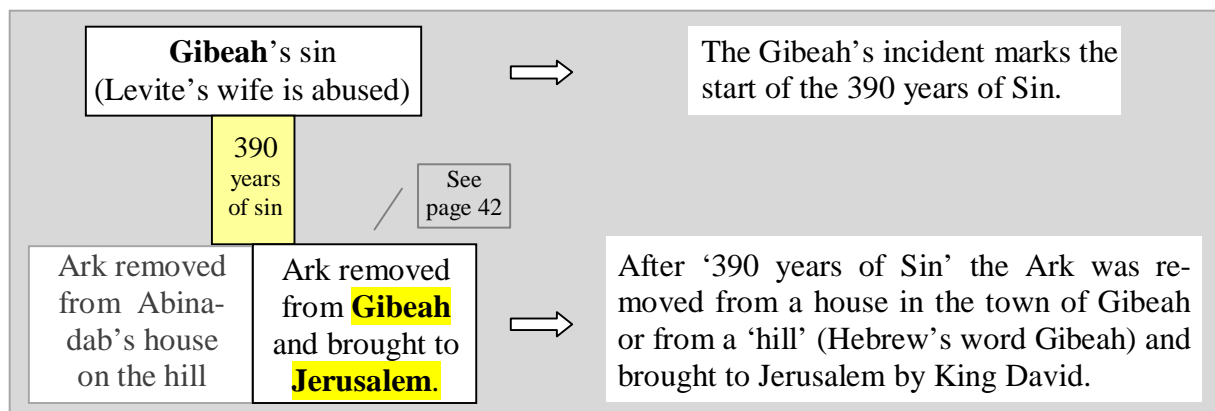 Gibeah’s sin
(Levite’s wife is abused)
The Gibeah’s incident marks the
start of the 390 years of Sin.
390
years
of sin
See
page 42
Ark removed
from Abina-
dab’s house
on the hill
Ark removed
from Gibeah
and brought to
Jerusalem.
After ‘390 years of Sin’ the Ark was re-
moved from a house in the town of Gibeah
or from a ‘hill’ (Hebrew’s word Gibeah) and
brought to Jerusalem by King David.